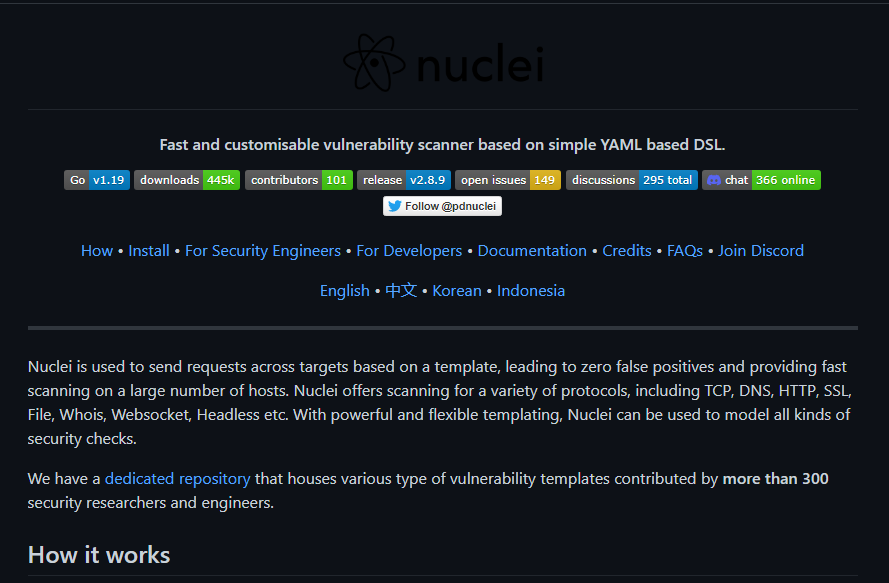 nuclei
Fast and customisable vulnerability scanner based on simple YAML based DSL.
Go v1.19 downloads 445k contributors 101 release v2.8.9 open issues 149 discussions 295 total chat 366 online
Follow @pdnuclei
How • Install • For Security Engineers • For Developers • Documentation • Credits • FAQs • Join Discord
English • 中文 • Korean • Indonesia
Nuclei is used to send requests across targets based on a template, leading to zero false positives and providing fast
scanning on a large number of hosts. Nuclei offers scanning for a variety of protocols, including TCP, DNS, HTTP, SSL,
File, Whois, Websocket, Headless etc. With powerful and flexible templating, Nuclei can be used to model all kinds of
security checks.
We have a dedicated repository that houses various type of vulnerability templates contributed by more than 300
security researchers and engineers.
How it works